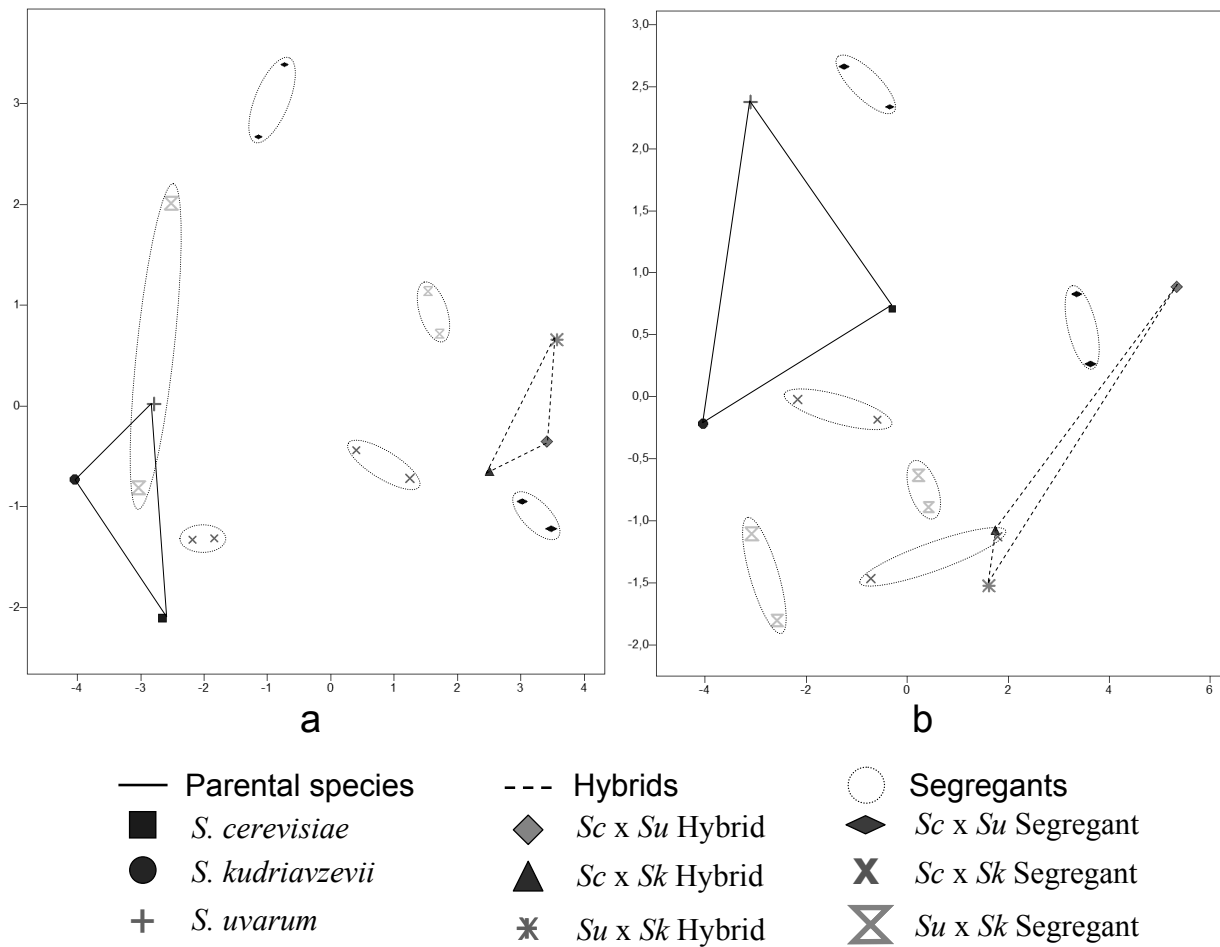 3
2
1
0
-1
-2
-4
-3
-2
-1
0
1
2
3
4
a
3,0
2,5
2,0
1,5
1,0
0,5
0,0
-0,5
-1,0
-1,5
-2,0
-4
-2
0
2
4
6
b
Parental species
S. cerevisiae
S. kudriavzevii
S. uvarum
Hybrids
Sc x Su Hybrid
Sc x Sk Hybrid
Su x Sk Hybrid
Segregants
Sc x Su Segregant
Sc x Sk Segregant
Su x Sk Segregant